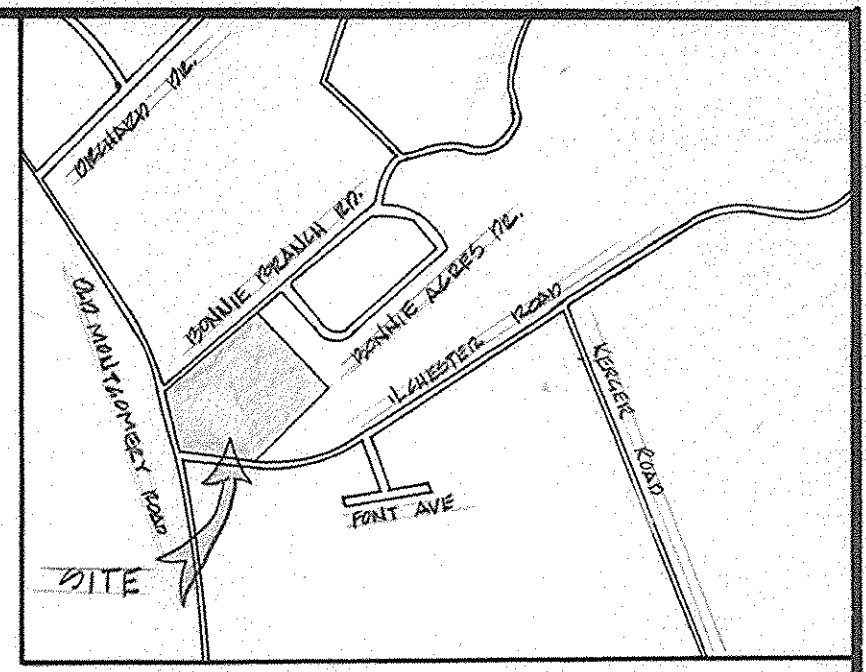 ORCHARD DR.
BONNIE BRANCH RD.
BONNIE ACRES DR.
OLD MONTGOMERY ROAD
ILCHESTER ROAD
KERGER ROAD
FONT AVE
SITE